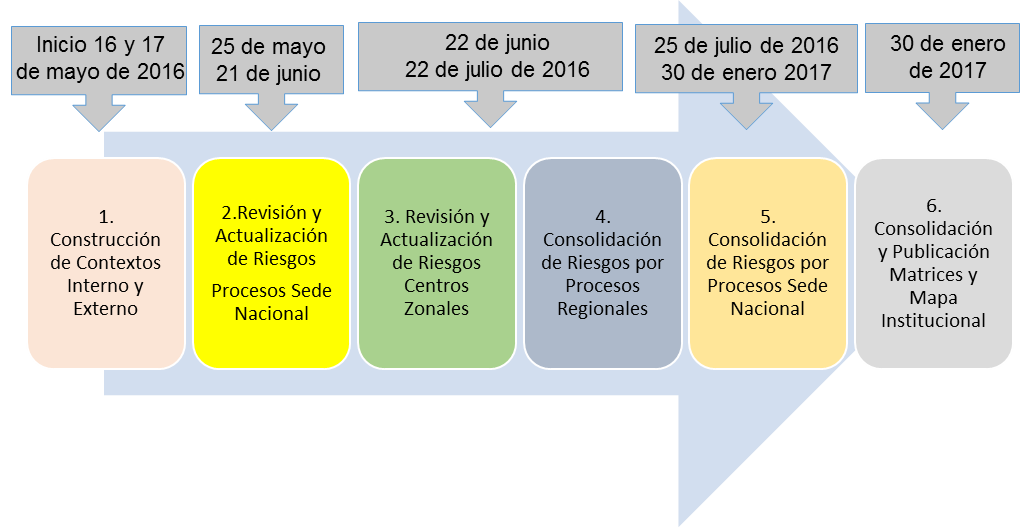 Inicio 16 y 17
de mayo de 2016
25 de mayo
21 de junio
22 de junio
22 de julio de 2016
25 de julio de 2016
30 de enero 2017
30 de enero
de 2017
1.
Construcción
de Contextos
Interno y
Externo
2.Revisión y
Actualización
de Riesgos
Procesos Sede
Nacional
3. Revisión y
Actualización
de Riesgos
Centros
Zonales
4.
Consolidación
de Riesgos por
Procesos
Regionales
5.
Consolidación
de Riesgos por
Procesos Sede
Nacional
6.
Consolidación
y Publicación
Matrices y
Mapa
Institucional